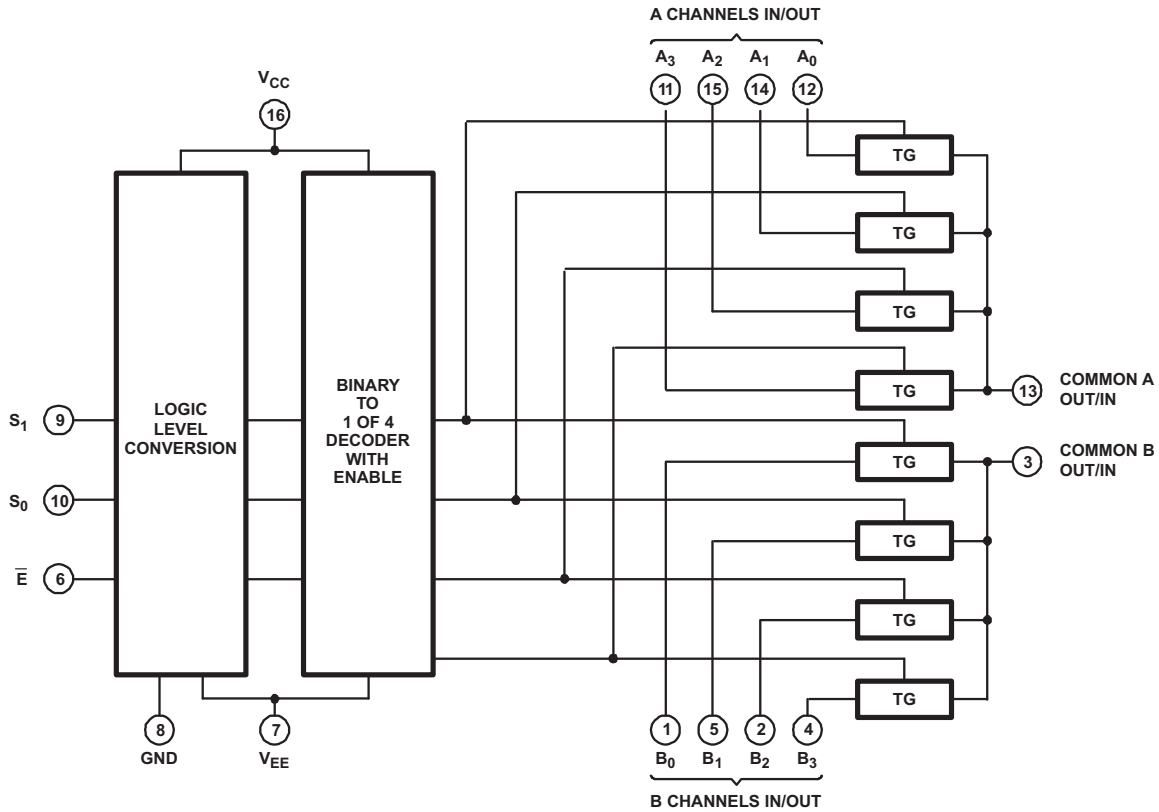 A CHANNELS IN/OUT
A3 A2 A1 A0
11 15 14 12
VCC
16
TG
TG
TG
TG
13 COMMON A
OUT/IN
TG
3 COMMON B
OUT/IN
TG
TG
TG
LOGIC
LEVEL
CONVERSION
BINARY
TO
1 OF 4
DECODER
WITH
ENABLE
S1 9
S0 10
E̅ 6
8
GND
7
VEE
1 5 2 4
B0 B1 B2 B3
B CHANNELS IN/OUT